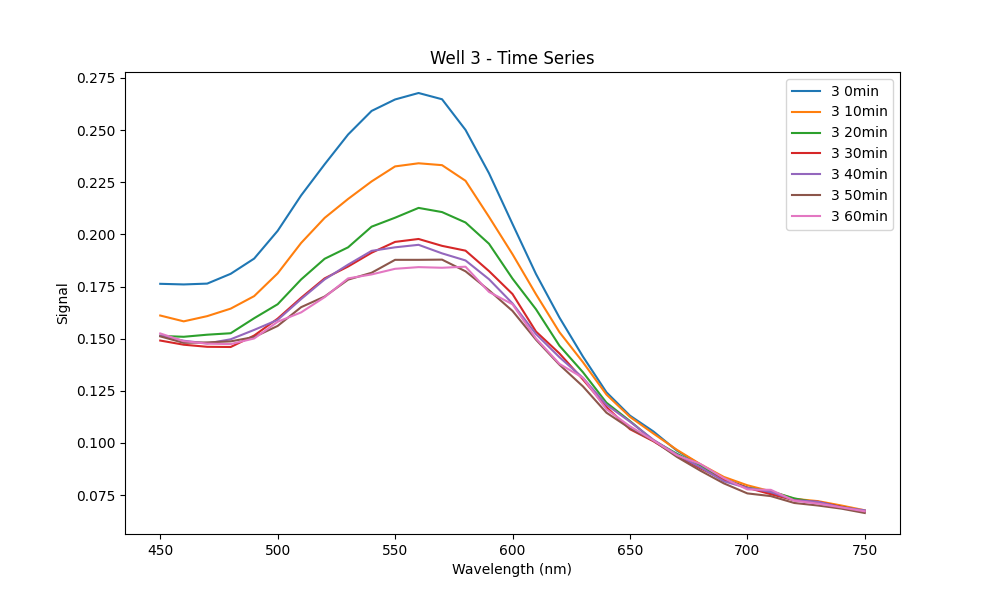 Well 3 - Time Series
0.275
0.250
0.225
0.200
0.175
0.150
0.125
0.100
0.075
Signal
3 0min
3 10min
3 20min
3 30min
3 40min
3 50min
3 60min
450 500 550 600 650 700 750
Wavelength (nm)